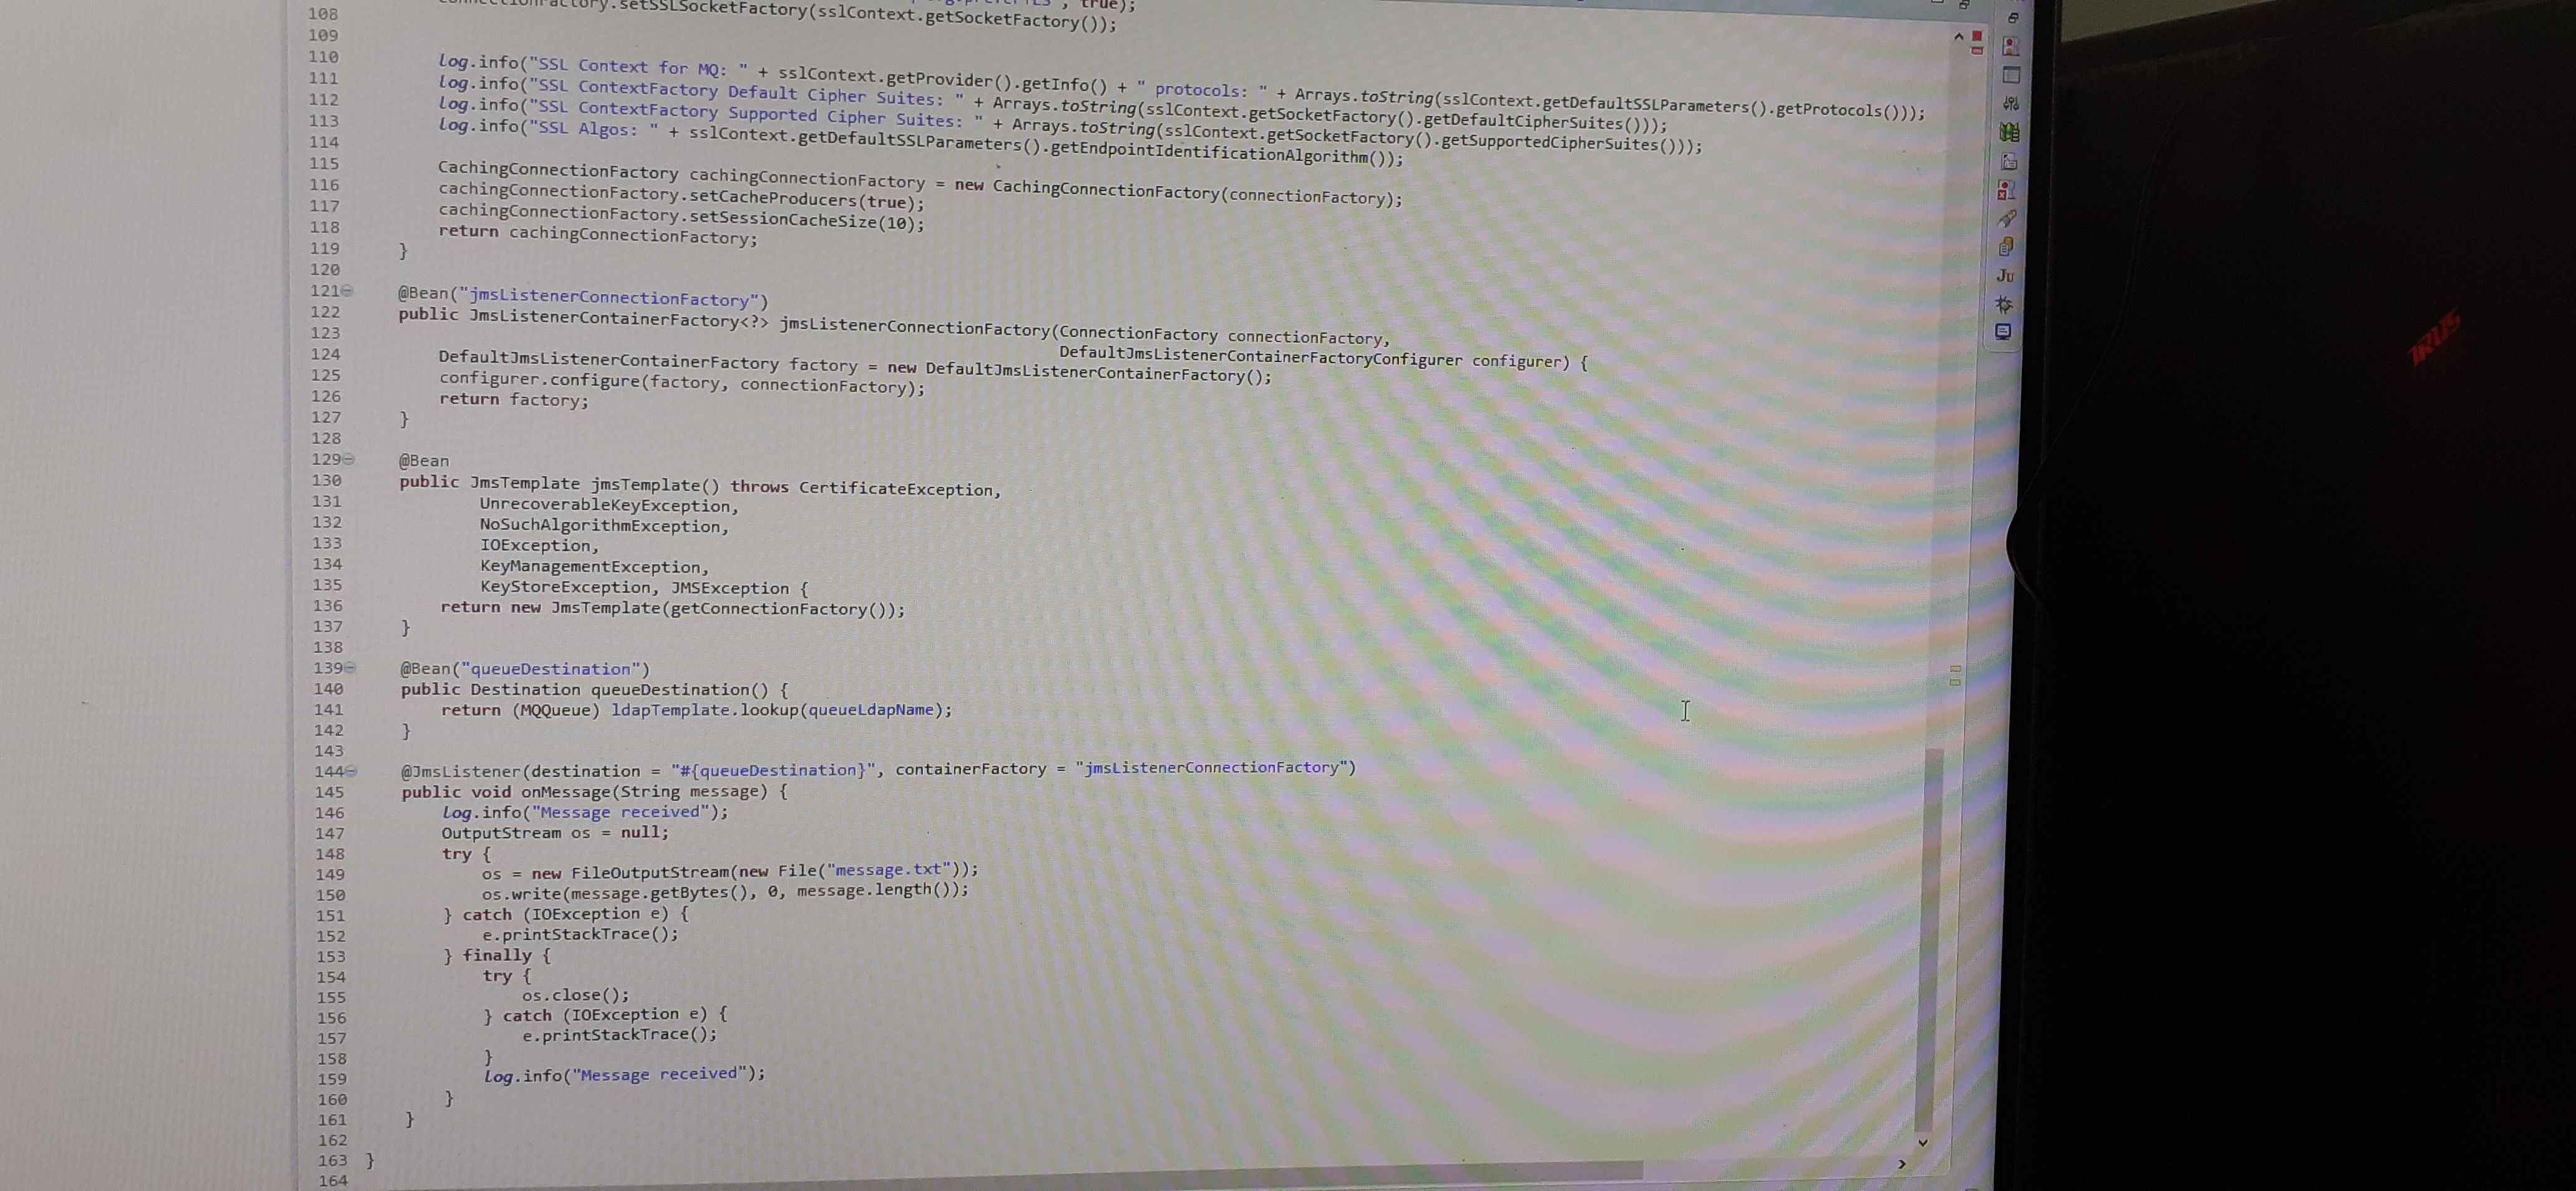 108 connectionFactory.setSSLSocketFactory(sslContext.getSocketFactory());
109
110
111 log.info("SSL Context for MQ: " + sslContext.getProvider().getInfo() + " protocols: " + Arrays.toString(sslContext.getDefaultSSLParameters().getProtocols()));
112 log.info("SSL ContextFactory Default Cipher Suites: " + Arrays.toString(sslContext.getSocketFactory().getDefaultCipherSuites()));
113 log.info("SSL ContextFactory Supported Cipher Suites: " + Arrays.toString(sslContext.getSocketFactory().getSupportedCipherSuites()));
114 log.info("SSL Algos: " + sslContext.getDefaultSSLParameters().getEndpointIdentificationAlgorithm());
115
116 CachingConnectionFactory cachingConnectionFactory = new CachingConnectionFactory(connectionFactory);
117 cachingConnectionFactory.setCacheProducers(true);
118 cachingConnectionFactory.setSessionCacheSize(10);
119 return cachingConnectionFactory;
}
120
121 @Bean("jmsListenerConnectionFactory")
122 public JmsListenerContainerFactory<?> jmsListenerConnectionFactory(ConnectionFactory connectionFactory,
123 DefaultJmsListenerContainerFactoryConfigurer configurer) {
124 DefaultJmsListenerContainerFactory factory = new DefaultJmsListenerContainerFactory();
125 configurer.configure(factory, connectionFactory);
126 return factory;
127 }
128
129 @Bean
130 public JmsTemplate jmsTemplate() throws CertificateException,
131 UnrecoverableKeyException,
132 NoSuchAlgorithmException,
133 IOException,
134 KeyManagementException,
135 KeyStoreException, JMSException {
136 return new JmsTemplate(getConnectionFactory());
137 }
138
139 @Bean("queueDestination")
140 public Destination queueDestination() {
141 return (MQQueue) ldapTemplate.lookup(queueLdapName);
142 }
143
144 @JmsListener(destination = "#{queueDestination}", containerFactory = "jmsListenerConnectionFactory")
145 public void onMessage(String message) {
146 log.info("Message received");
147 OutputStream os = null;
148 try {
149 os = new FileOutputStream(new File("message.txt"));
150 os.write(message.getBytes(), 0, message.length());
151 } catch (IOException e) {
152 e.printStackTrace();
153 } finally {
154 try {
155 os.close();
156 } catch (IOException e) {
157 e.printStackTrace();
158 }
159 log.info("Message received");
160 }
161 }
162
163 }
164
Ju